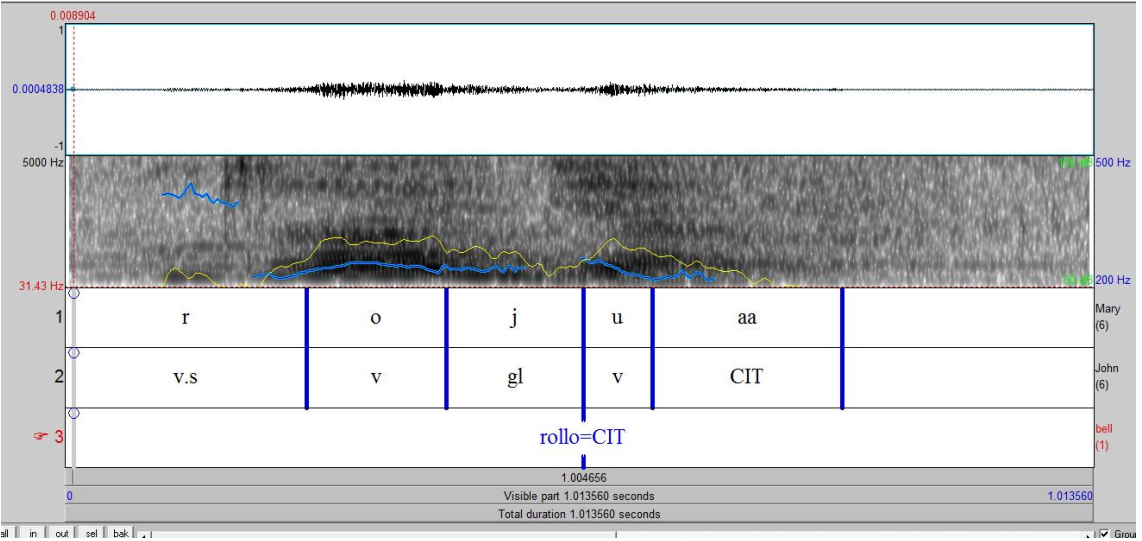 0.008904
1
0.0004838
-1
5000 Hz 500 Hz
31.43 Hz 200 Hz
1 r o j u aa Mary (6)
2 v.s v gl v CIT John (6)
3 rollo=CIT bell (1)
1.004656
0 Visible part 1.013560 seconds 1.013560
Total duration 1.013560 seconds
all in out sel bak Group